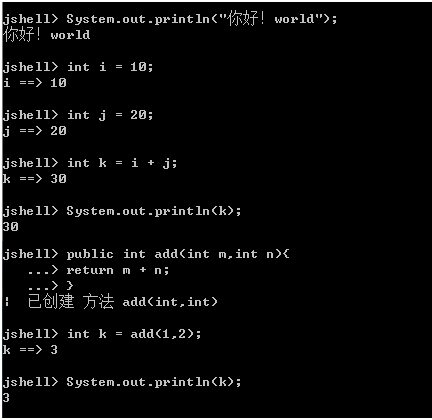 jshell> System.out.println("你好！world");
你好！world
jshell> int i = 10;
i ==> 10
jshell> int j = 20;
j ==> 20
jshell> int k = i + j;
k ==> 30
jshell> System.out.println(k);
30
jshell> public int add(int m,int n){
   ...> return m + n;
   ...> }
|  已创建 方法 add(int,int)
jshell> int k = add(1,2);
k ==> 3
jshell> System.out.println(k);
3